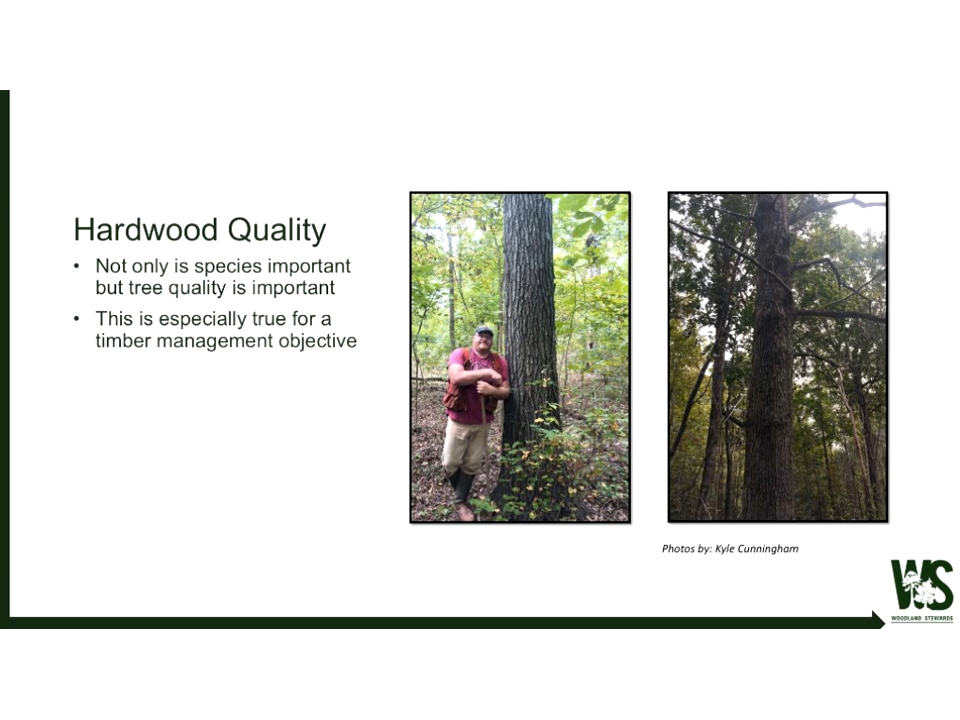 Hardwood Quality
• Not only is species important
but tree quality is important
• This is especially true for a
timber management objective
Photos by: Kyle Cunningham
WS
WOODLAND STEWARDS